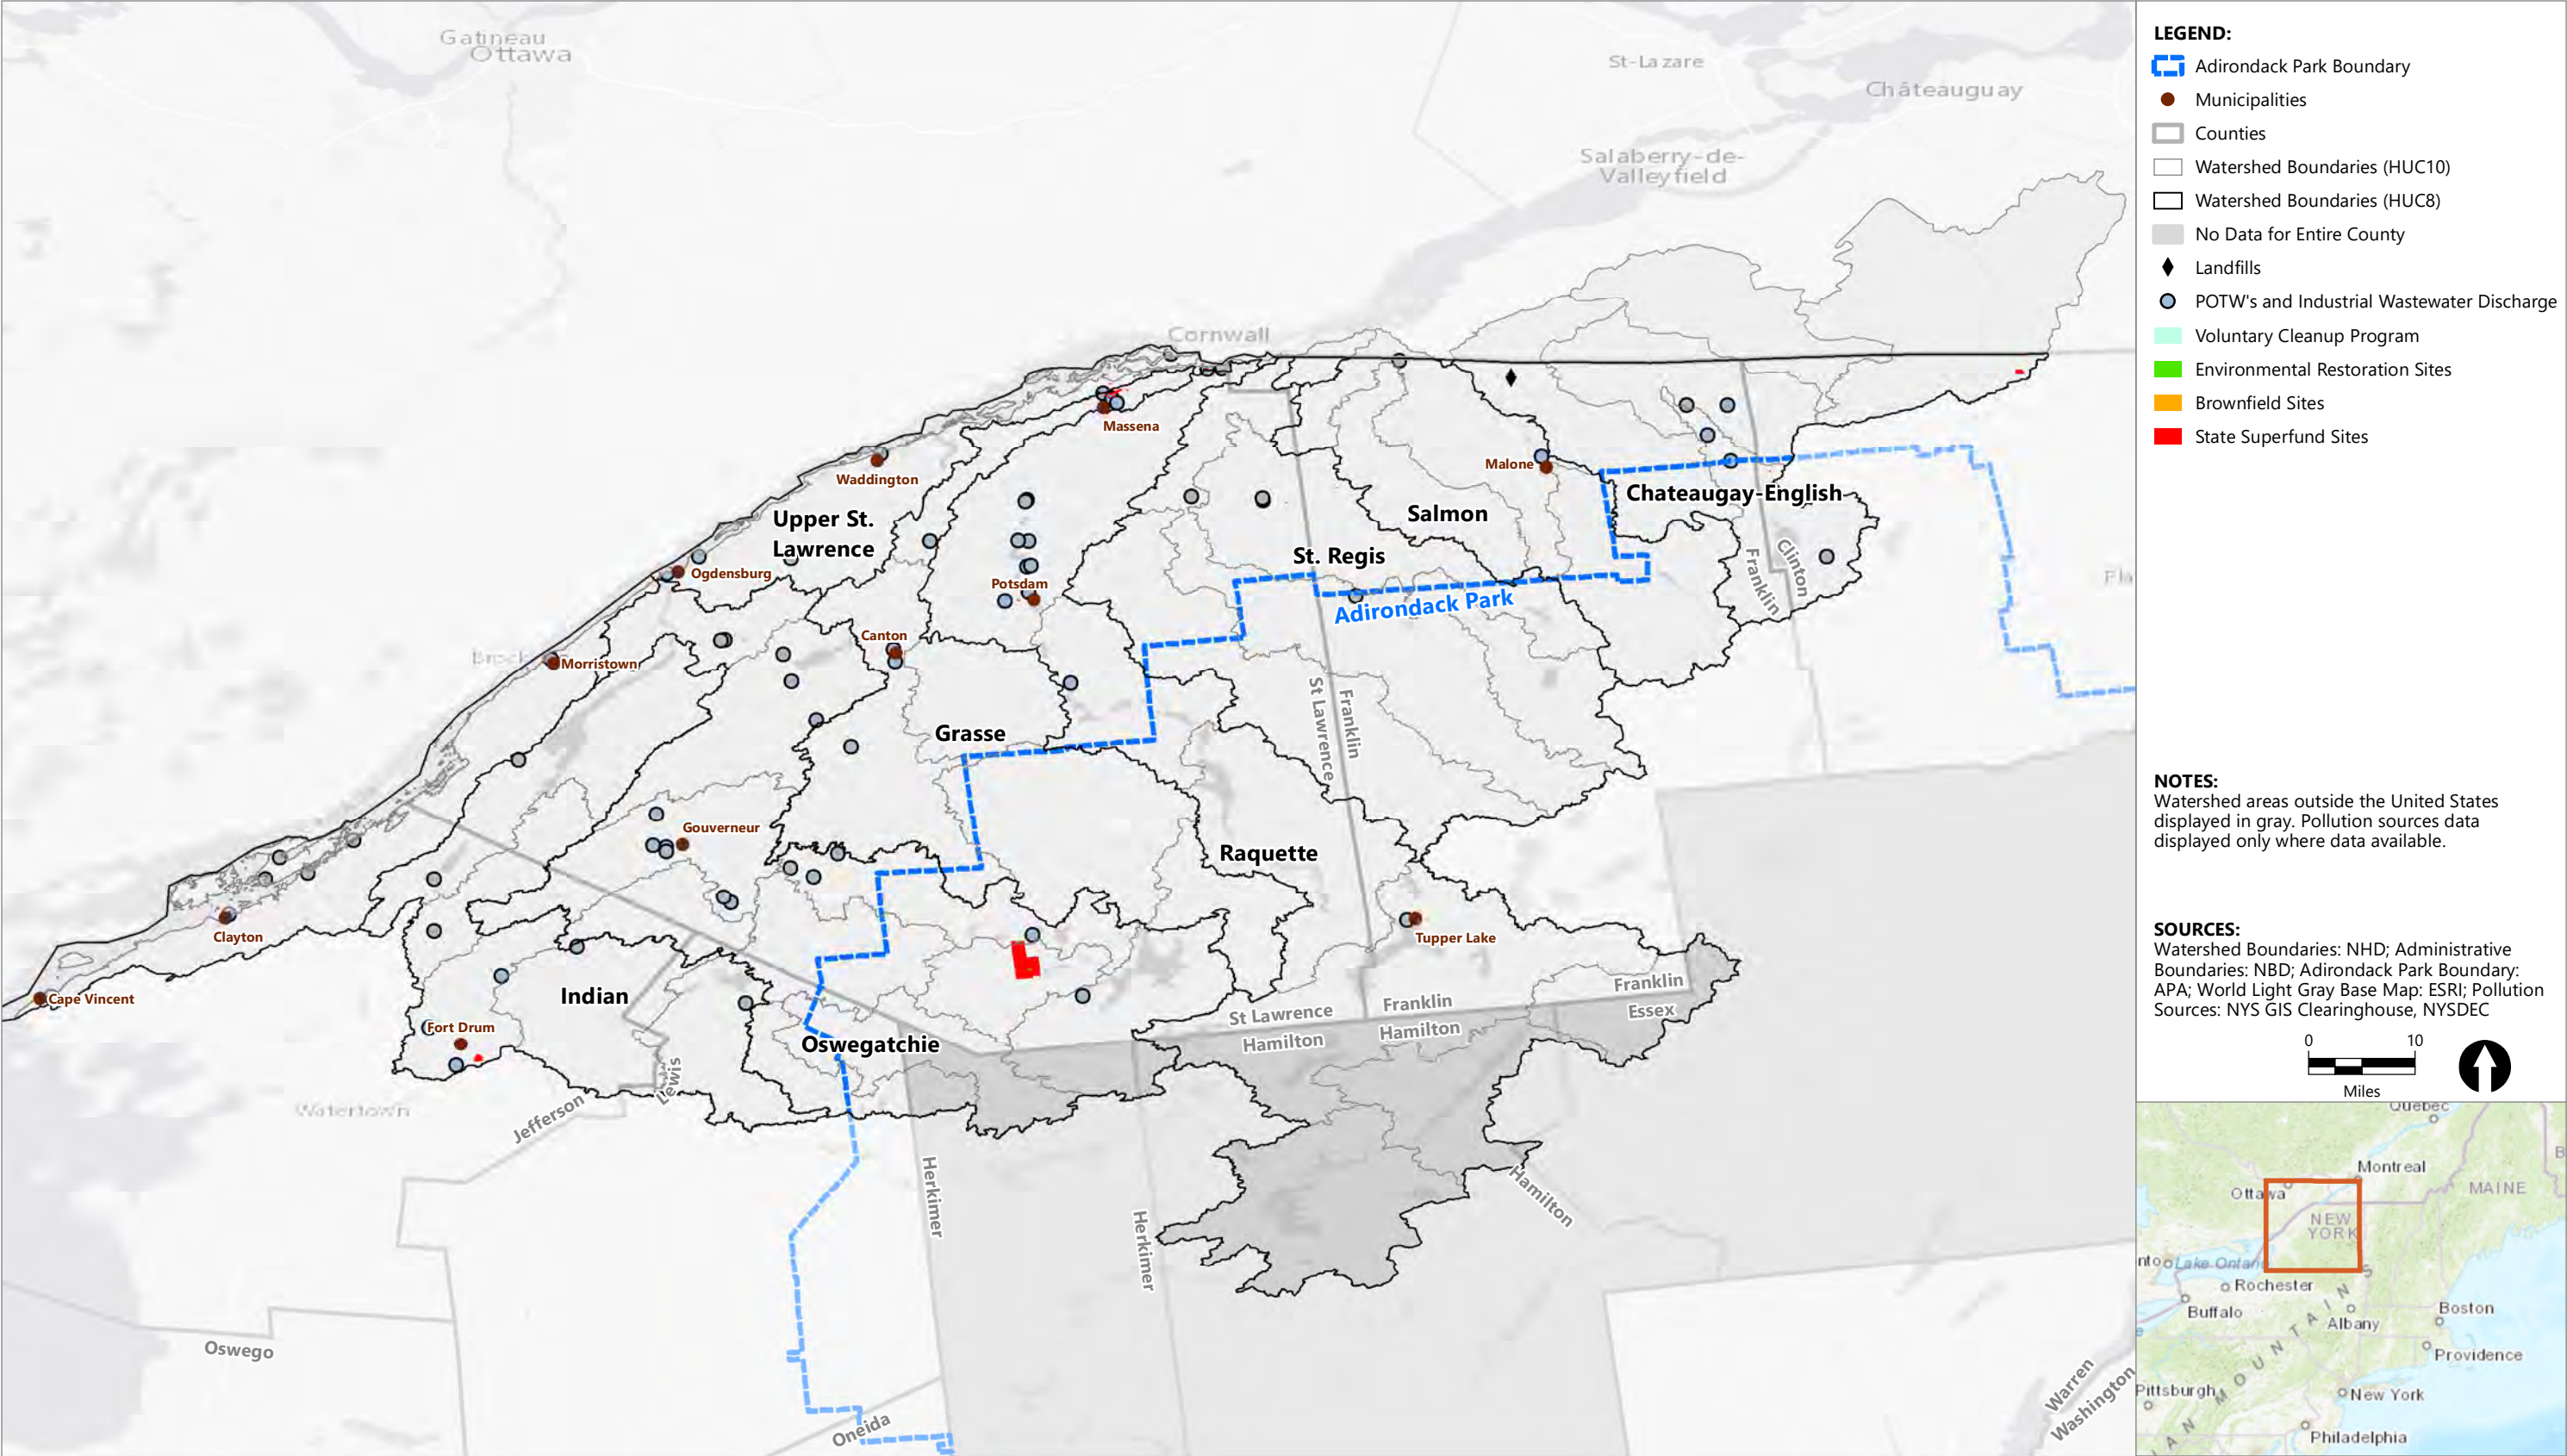 Gatineau
Ottawa
St-Lazare
Châteauguay
Salaberry-de-
Valleyfield
Cornwall
Massena
Waddington
Malone
Chateaugay-English
Upper St.
Lawrence
Salmon
St. Regis
Ogdensburg
Potsdam
Adirondack Park
Franklin
Clinton
Canton
Morristown
Grasse
St Lawrence
Franklin
Gouverneur
Raquette
Clayton
Tupper Lake
Cape Vincent
Indian
Franklin
Franklin
Essex
St Lawrence
Hamilton
Hamilton
Fort Drum
Oswegatchie
Lewis
Jefferson
Watertown
Herkimer
Herkimer
Hamilton
Oswego
Oneida
Warren
Washington
LEGEND:
Adirondack Park Boundary
Municipalities
Counties
Watershed Boundaries (HUC10)
Watershed Boundaries (HUC8)
No Data for Entire County
Landfills
POTW's and Industrial Wastewater Discharge
Voluntary Cleanup Program
Environmental Restoration Sites
Brownfield Sites
State Superfund Sites
NOTES:
Watershed areas outside the United States
displayed in gray. Pollution sources data
displayed only where data available.
SOURCES:
Watershed Boundaries: NHD; Administrative
Boundaries: NBD; Adirondack Park Boundary:
APA; World Light Gray Base Map: ESRI; Pollution
Sources: NYS GIS Clearinghouse, NYSDEC
0 10
Miles
Quebec
Montreal
Ottawa
MAINE
NEW
YORK
Lake Ontari
Rochester
Buffalo
Boston
Albany
Providence
Pittsburgh
New York
Philadelphia
MOUNTAINS